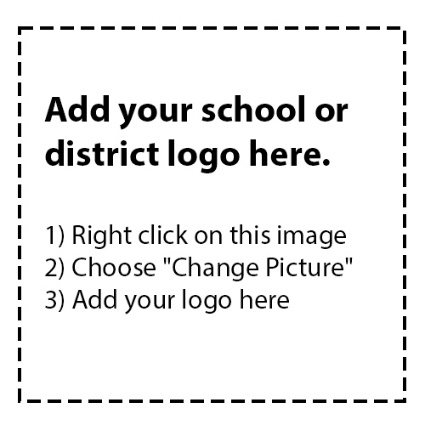 Add your school or
district logo here.
1) Right click on this image
2) Choose "Change Picture"
3) Add your logo here